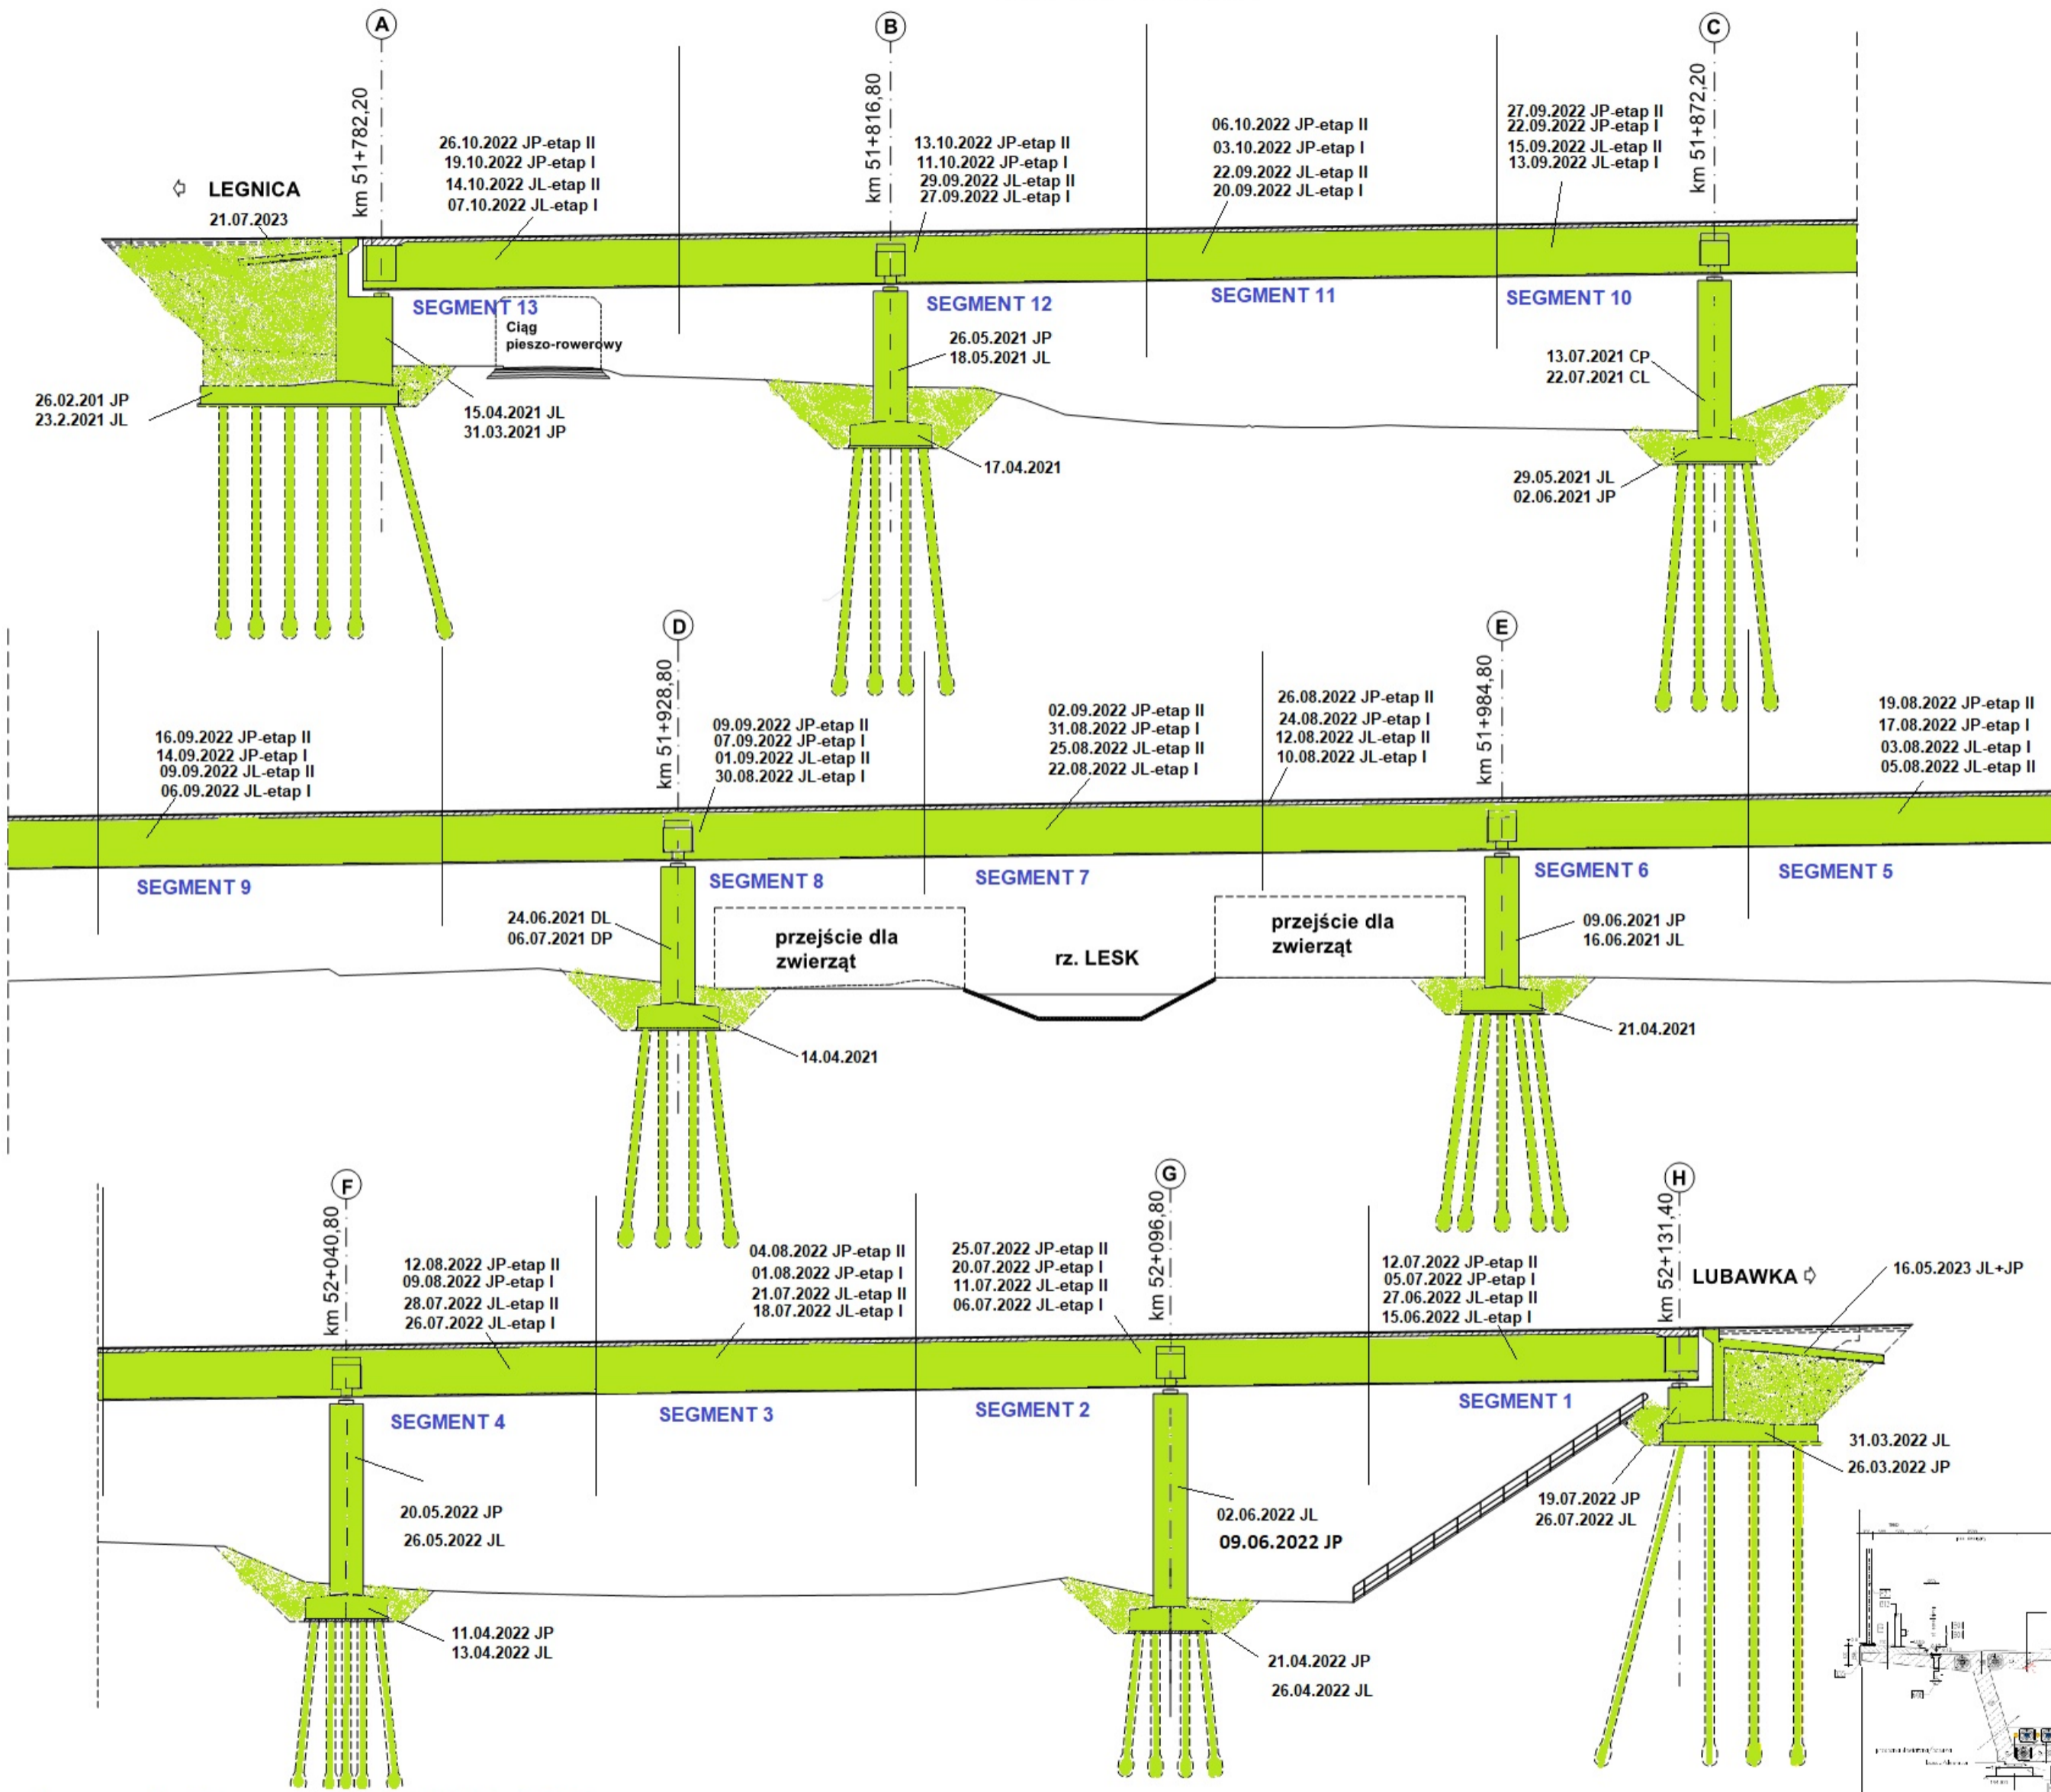 A
B
C
km 51+782,20
km 51+816,80
km 51+872,20
LEGNICA
21.07.2023
26.10.2022 JP-etap II
19.10.2022 JP-etap I
14.10.2022 JL-etap II
07.10.2022 JL-etap I
13.10.2022 JP-etap II
11.10.2022 JP-etap I
29.09.2022 JL-etap II
27.09.2022 JL-etap I
06.10.2022 JP-etap II
03.10.2022 JP-etap I
22.09.2022 JL-etap II
20.09.2022 JL-etap I
27.09.2022 JP-etap II
22.09.2022 JP-etap I
15.09.2022 JL-etap II
13.09.2022 JL-etap I
SEGMENT 13
SEGMENT 12
SEGMENT 11
SEGMENT 10
Ciąg
pieszo-rowerowy
26.05.2021 JP
18.05.2021 JL
13.07.2021 CP
22.07.2021 CL
26.02.201 JP
23.2.2021 JL
15.04.2021 JL
31.03.2021 JP
17.04.2021
29.05.2021 JL
02.06.2021 JP
D
E
km 51+928,80
km 51+984,80
16.09.2022 JP-etap II
14.09.2022 JP-etap I
09.09.2022 JL-etap II
06.09.2022 JL-etap I
09.09.2022 JP-etap II
07.09.2022 JP-etap I
01.09.2022 JL-etap II
30.08.2022 JL-etap I
02.09.2022 JP-etap II
31.08.2022 JP-etap I
25.08.2022 JL-etap II
22.08.2022 JL-etap I
26.08.2022 JP-etap II
24.08.2022 JP-etap I
12.08.2022 JL-etap II
10.08.2022 JL-etap I
19.08.2022 JP-etap II
17.08.2022 JP-etap I
03.08.2022 JL-etap I
05.08.2022 JL-etap II
SEGMENT 9
SEGMENT 8
SEGMENT 7
SEGMENT 6
SEGMENT 5
24.06.2021 DL
06.07.2021 DP
przejście dla
zwierząt
rz. LESK
przejście dla
zwierząt
09.06.2021 JP
16.06.2021 JL
14.04.2021
21.04.2021
F
G
H
km 52+040,80
km 52+096,80
km 52+131,40
12.08.2022 JP-etap II
09.08.2022 JP-etap I
28.07.2022 JL-etap II
26.07.2022 JL-etap I
04.08.2022 JP-etap II
01.08.2022 JP-etap I
21.07.2022 JL-etap II
18.07.2022 JL-etap I
25.07.2022 JP-etap II
20.07.2022 JP-etap I
11.07.2022 JL-etap II
06.07.2022 JL-etap I
12.07.2022 JP-etap II
05.07.2022 JP-etap I
27.06.2022 JL-etap II
15.06.2022 JL-etap I
LUBAWKA
16.05.2023 JL+JP
SEGMENT 4
SEGMENT 3
SEGMENT 2
SEGMENT 1
20.05.2022 JP
26.05.2022 JL
02.06.2022 JL
09.06.2022 JP
31.03.2022 JL
26.03.2022 JP
19.07.2022 JP
26.07.2022 JL
11.04.2022 JP
13.04.2022 JL
21.04.2022 JP
26.04.2022 JL